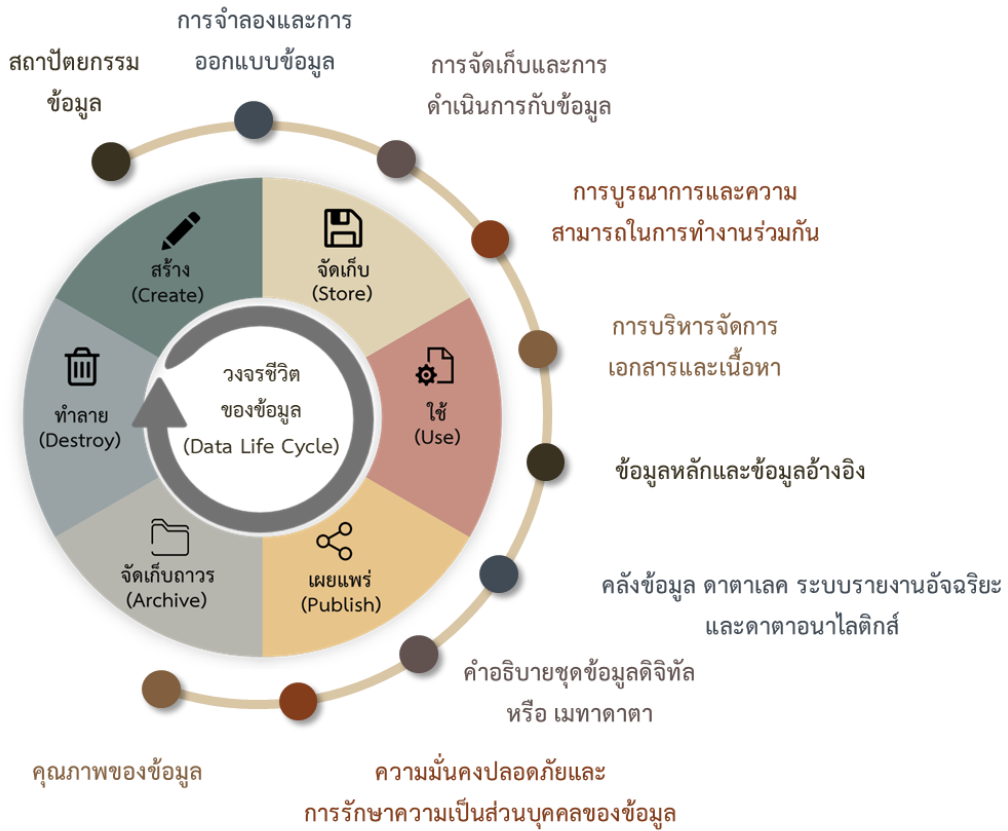 การจำลองและการ
ออกแบบข้อมูล
สถาปัตยกรรม
ข้อมูล
การจัดเก็บและการ
ดำเนินการกับข้อมูล
การบูรณาการและความ
สามารถในการทำงานร่วมกัน
การบริหารจัดการ
เอกสารและเนื้อหา
ข้อมูลหลักและข้อมูลอ้างอิง
คลังข้อมูล ดาตาเลค ระบบรายงานอัจฉริยะ
และดาตาอนาไลติกส์
คำอธิบายชุดข้อมูลดิจิทัล
หรือ เมทาดาตา
ความมั่นคงปลอดภัยและ
การรักษาความเป็นส่วนบุคคลของข้อมูล
คุณภาพของข้อมูล
สร้าง
(Create)
จัดเก็บ
(Store)
ใช้
(Use)
เผยแพร่
(Publish)
จัดเก็บถาวร
(Archive)
ทำลาย
(Destroy)
วงจรชีวิต
ของข้อมูล
(Data Life Cycle)